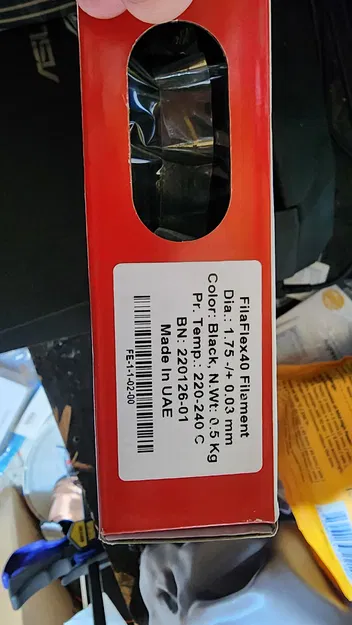 FilaFlex40 Filament
Dia.: 1.75 -/+ 0.03 mm
Color: Black, N.Wt: 0.5 Kg
Pr. Temp.: 220-240 C
BN: 220126-01
Made In UAE
FE-1-1-02-00
ASUS